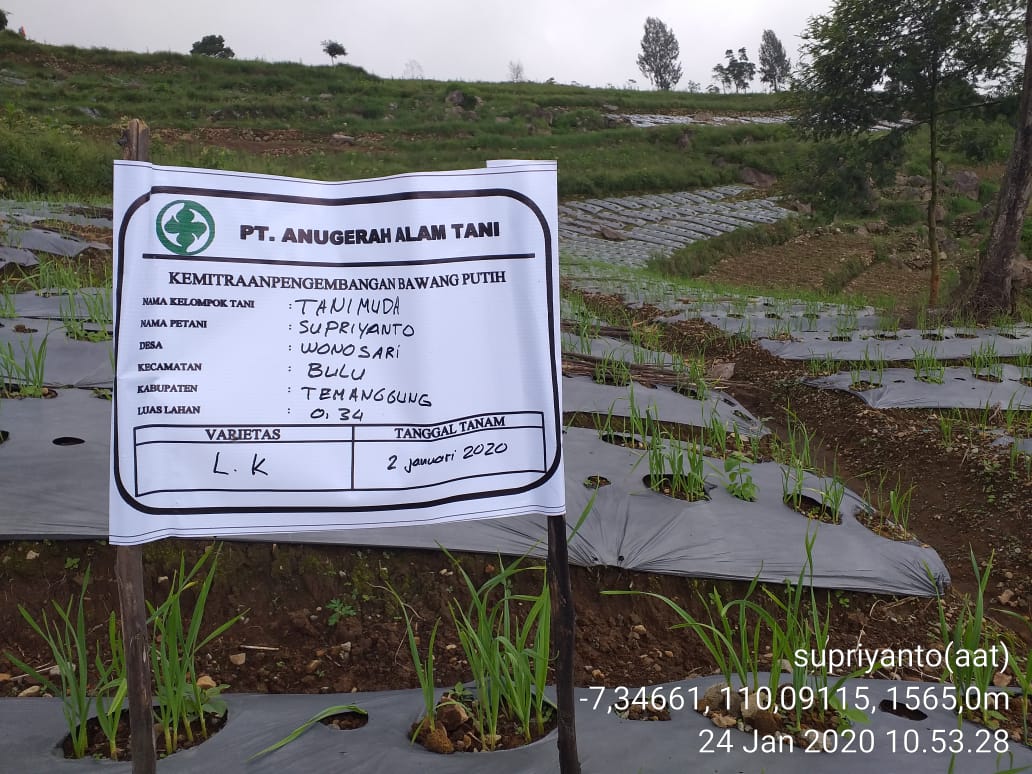 PT. ANUGERAH ALAM TANI
KEMITRAANPENGEMBANGAN BAWANG PUTIH
NAMA KELOMPOK TANI : TANI MUDA
NAMA PETANI : SUPRIYANTO
DESA : WONOSARI
KECAMATAN : BULU
KABUPATEN : TEMANGGUNG
LUAS LAHAN : 0,34
VARIETAS TANGGAL TANAM
L. K 2 januari 2020
supriyanto(aat)
-7,34661, 110,09115, 1565,0m
24 Jan 2020 10.53.28